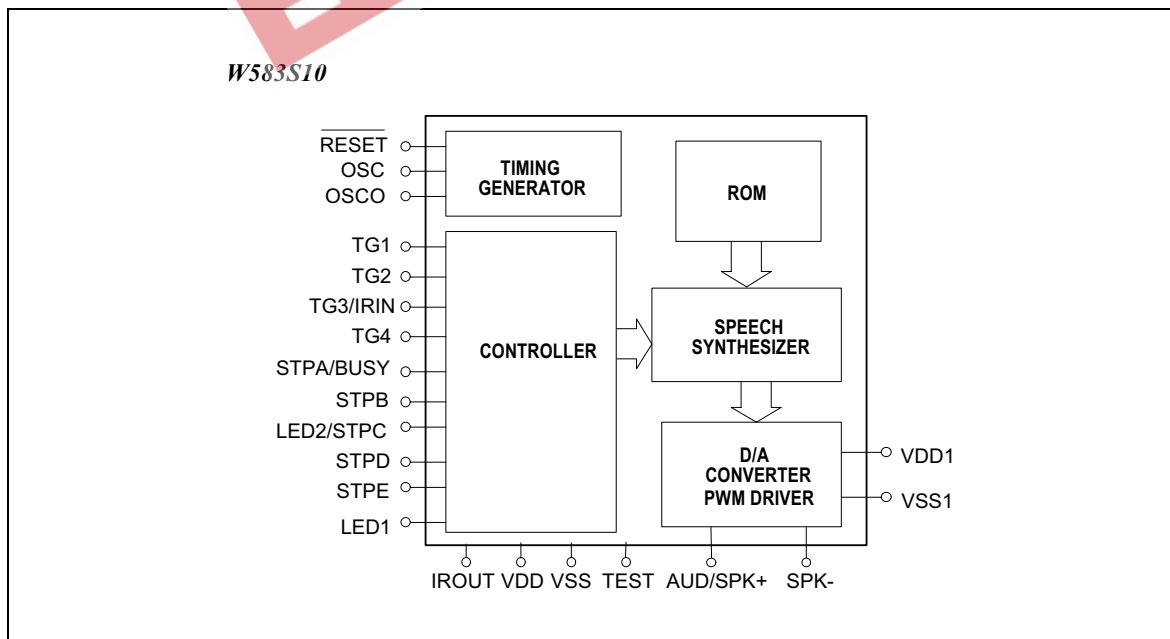 W583S10
RESET
OSC
OSCO
TIMING
GENERATOR
ROM
TG1
TG2
TG3/IRIN
TG4
STPA/BUSY
STPB
LED2/STPC
STPD
STPE
LED1
CONTROLLER
SPEECH
SYNTHESIZER
D/A
CONVERTER
PWM DRIVER
VDD1
VSS1
IROUT VDD VSS TEST AUD/SPK+ SPK-